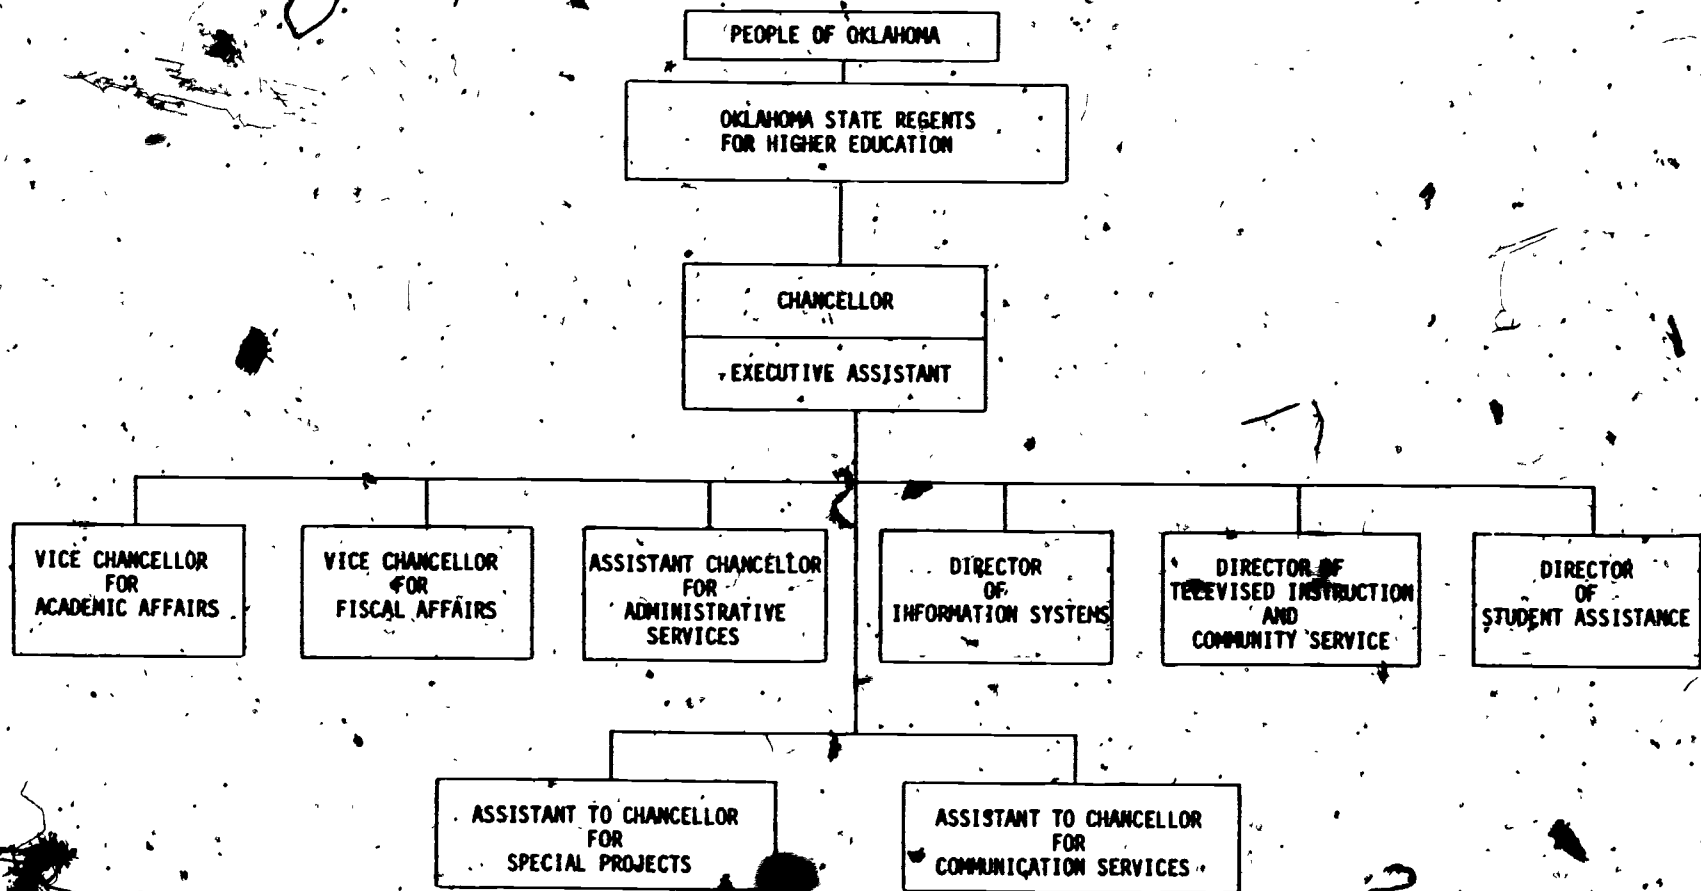 PEOPLE OF OKLAHOMA
OKLAHOMA STATE REGENTS
FOR HIGHER EDUCATION
CHANCELLOR
EXECUTIVE ASSISTANT
VICE CHANCELLOR
FOR
ACADEMIC AFFAIRS
VICE CHANCELLOR
FOR
FISCAL AFFAIRS
ASSISTANT CHANCELLOR
FOR
ADMINISTRATIVE
SERVICES
DIRECTOR
OF
INFORMATION SYSTEMS
DIRECTOR OF
TELEVISED INSTRUCTION
AND
COMMUNITY SERVICE
DIRECTOR
OF
STUDENT ASSISTANCE
ASSISTANT TO CHANCELLOR
FOR
SPECIAL PROJECTS
ASSISTANT TO CHANCELLOR
FOR
COMMUNICATION SERVICES